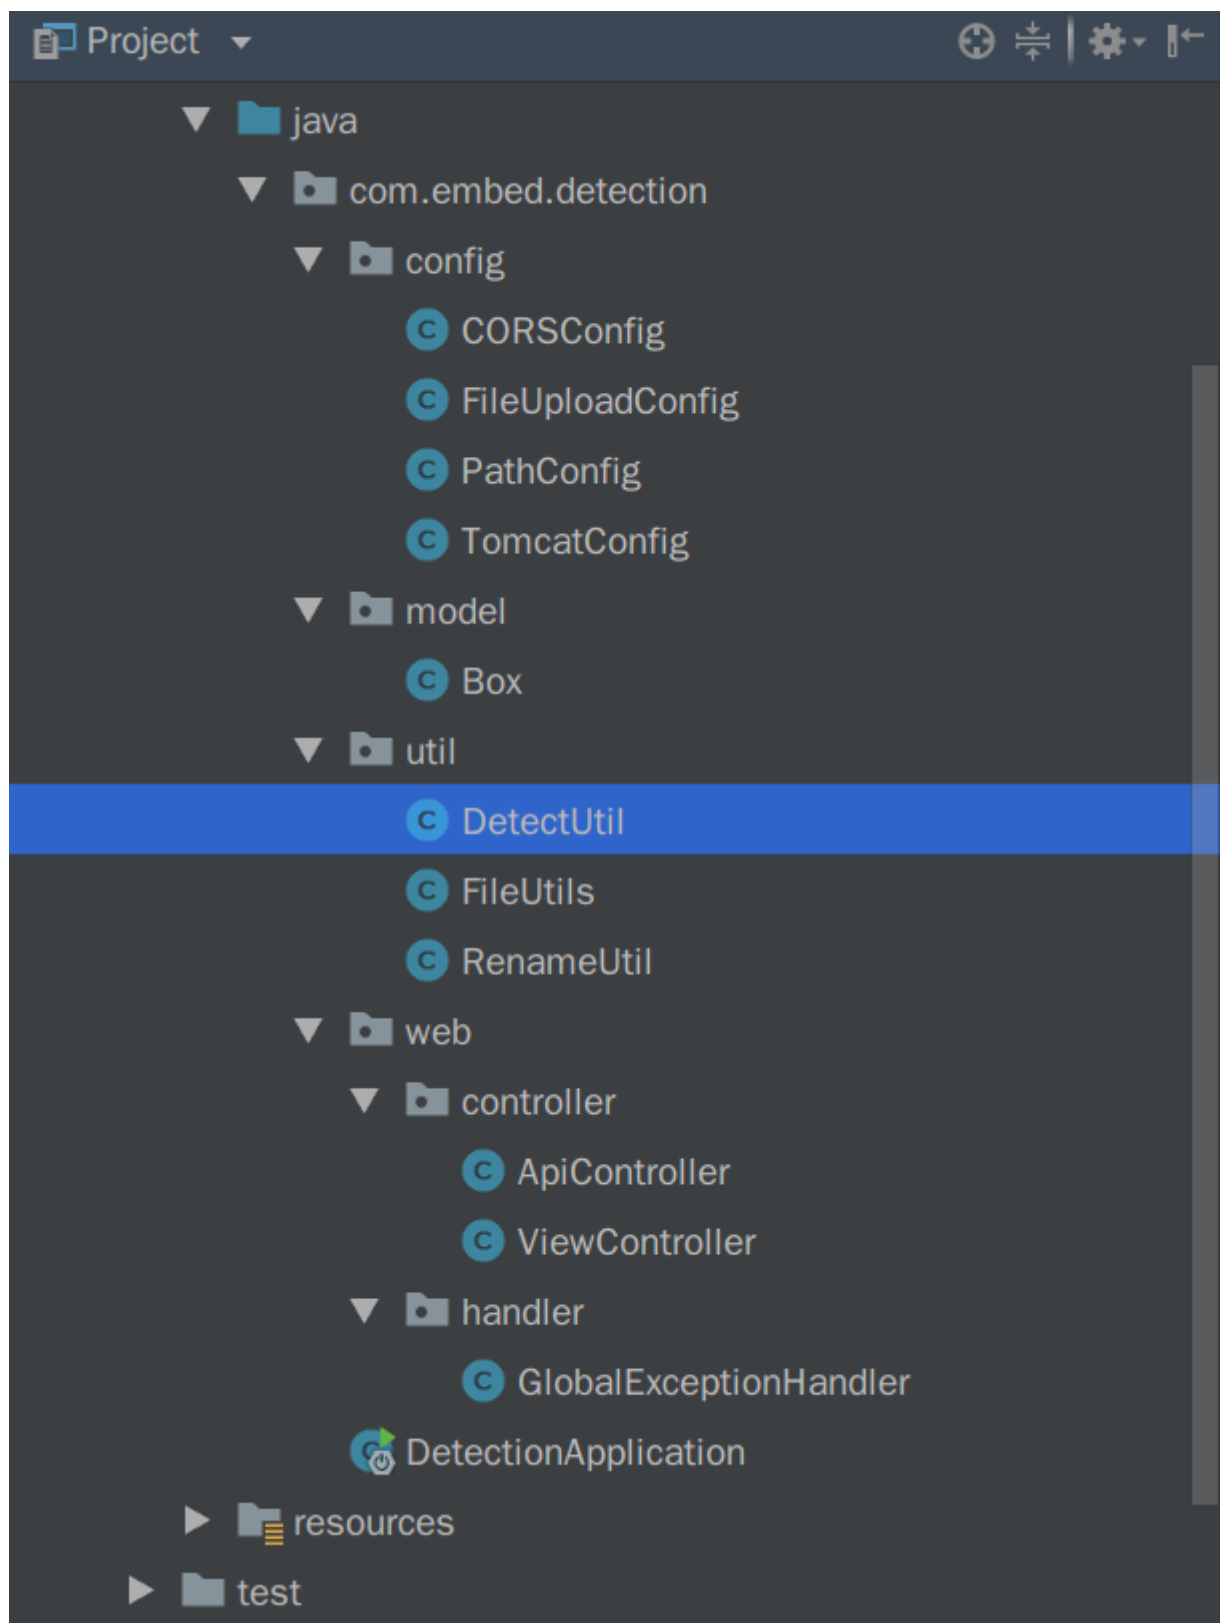 Project
java
com.embed.detection
config
CORSConfig
FileUploadConfig
PathConfig
TomcatConfig
model
Box
util
DetectUtil
FileUtils
RenameUtil
web
controller
ApiController
ViewController
handler
GlobalExceptionHandler
DetectionApplication
resources
test